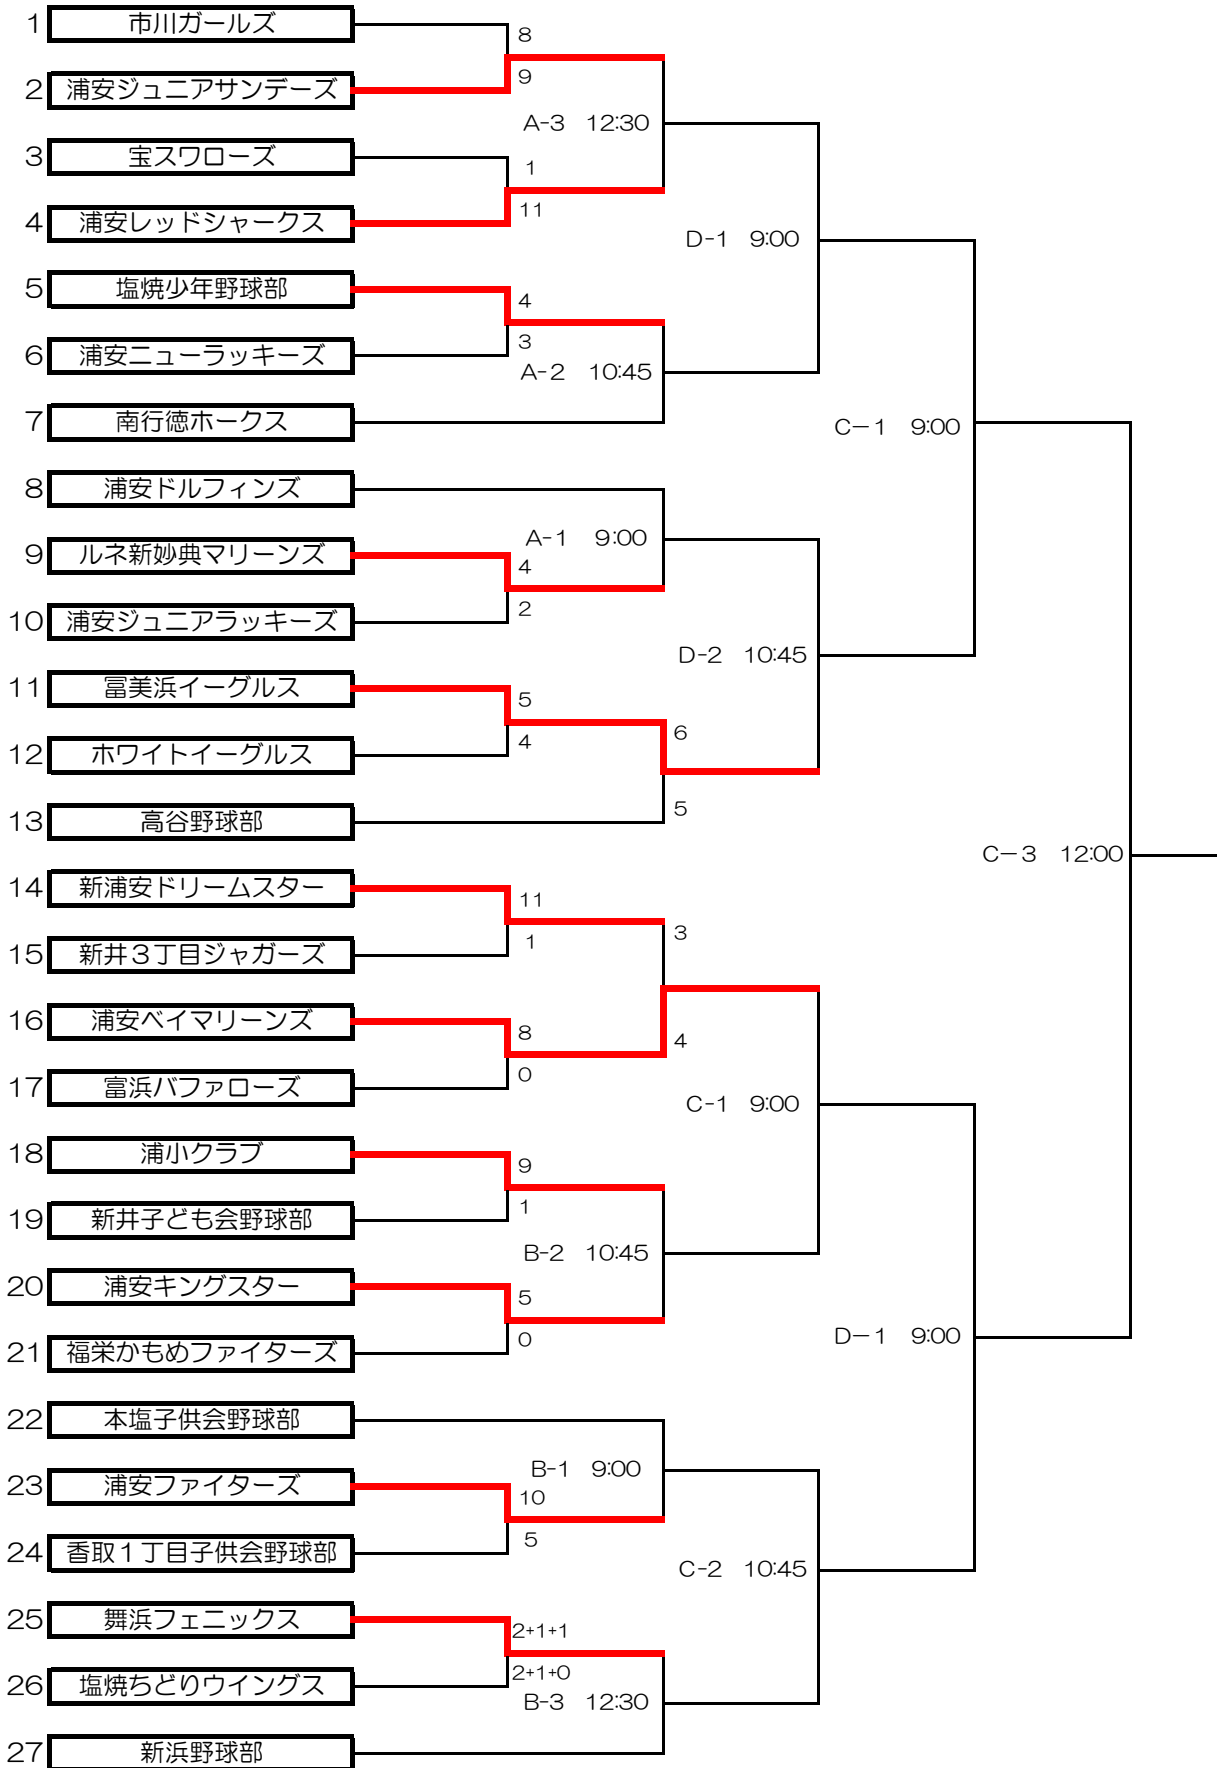 1 市川ガールズ
8
2 浦安ジュニアサンデーズ
9
A-3 12:30
3 宝スワローズ
1
4 浦安レッドシャークス
11
D-1 9:00
5 塩焼少年野球部
4
6 浦安ニューラッキーズ
3
A-2 10:45
7 南行徳ホークス
C－1 9:00
8 浦安ドルフィンズ
A-1 9:00
9 ルネ新妙典マリーンズ
4
10 浦安ジュニアラッキーズ
2
D-2 10:45
11 冨美浜イーグルス
5
6
12 ホワイトイーグルス
4
13 高谷野球部
5
C－3 12:00
14 新浦安ドリームスター
11
3
15 新井３丁目ジャガーズ
1
16 浦安ベイマリーンズ
8
4
17 富浜バファローズ
0
C-1 9:00
18 浦小クラブ
9
19 新井子ども会野球部
1
B-2 10:45
20 浦安キングスター
5
21 福栄かもめファイターズ
0
D－1 9:00
22 本塩子供会野球部
B-1 9:00
23 浦安ファイターズ
10
24 香取１丁目子供会野球部
5
C-2 10:45
25 舞浜フェニックス
2+1+1
26 塩焼ちどりウイングス
2+1+0
B-3 12:30
27 新浜野球部